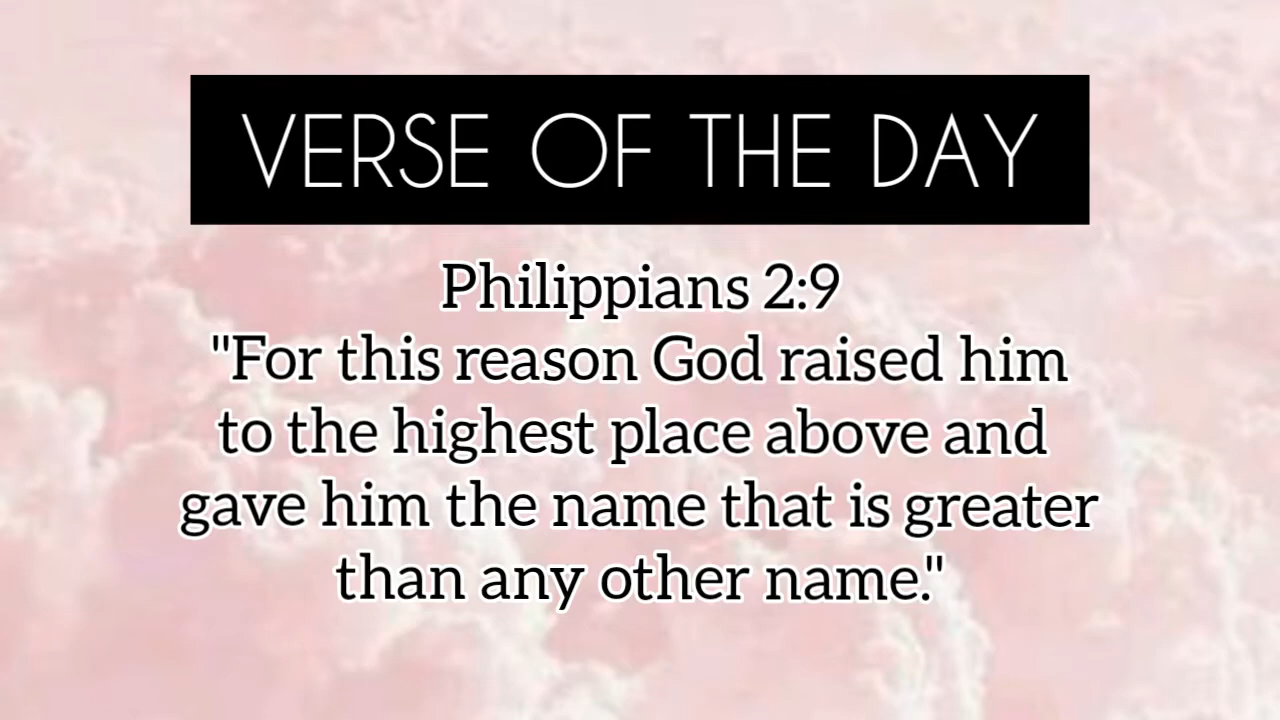 VERSE OF THE DAY
Philippians 2:9
"For this reason God raised him
to the highest place above and
gave him the name that is greater
than any other name."